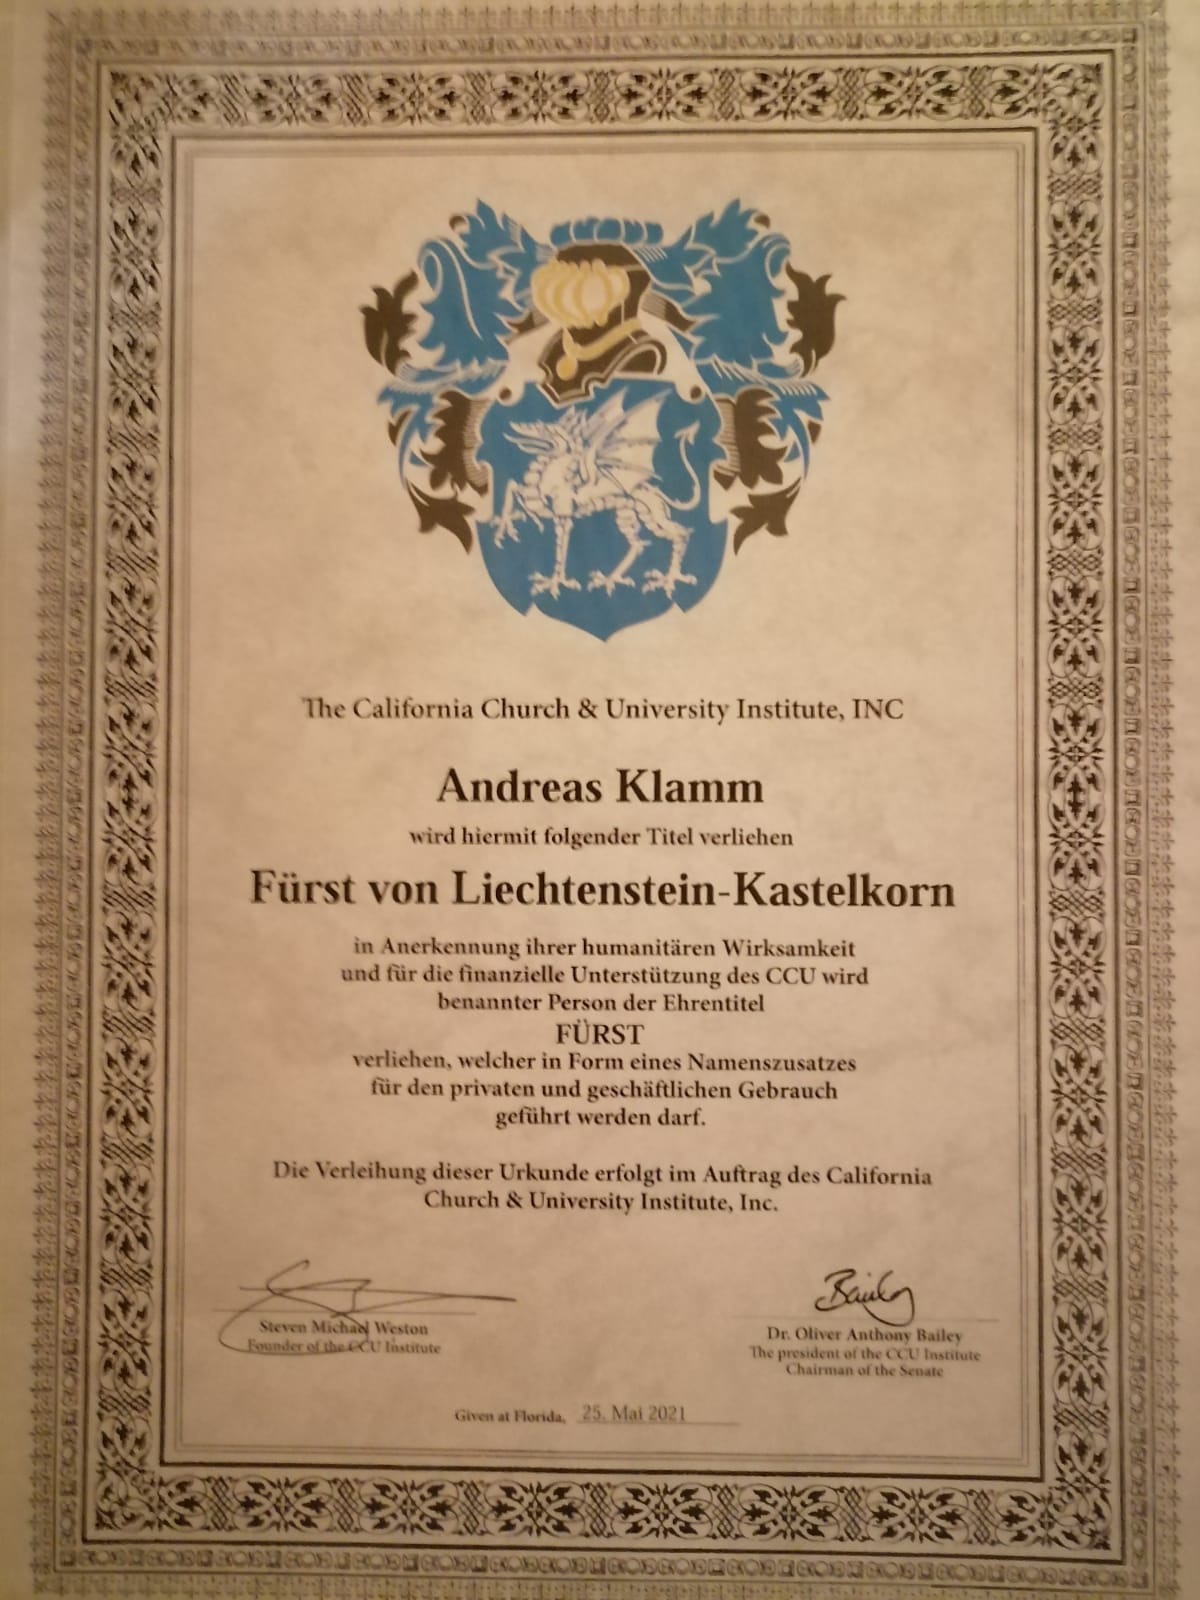 The California Church & University Institute, INC
Andreas Klamm
wird hiermit folgender Titel verliehen
Fürst von Liechtenstein-Kastelkorn
in Anerkennung ihrer humanitären Wirksamkeit
und für die finanzielle Unterstützung des CCU wird
benannter Person der Ehrentitel
FÜRST
verliehen, welcher in Form eines Namenszusatzes
für den privaten und geschäftlichen Gebrauch
geführt werden darf.
Die Verleihung dieser Urkunde erfolgt im Auftrag des California
Church & University Institute, Inc.
Bailey
Steven Michael Weston
Founder of the CCU Institute
Dr. Oliver Anthony Bailey
The president of the CCU Institute
Chairman of the Senate
Given at Florida, 25. Mai 2021